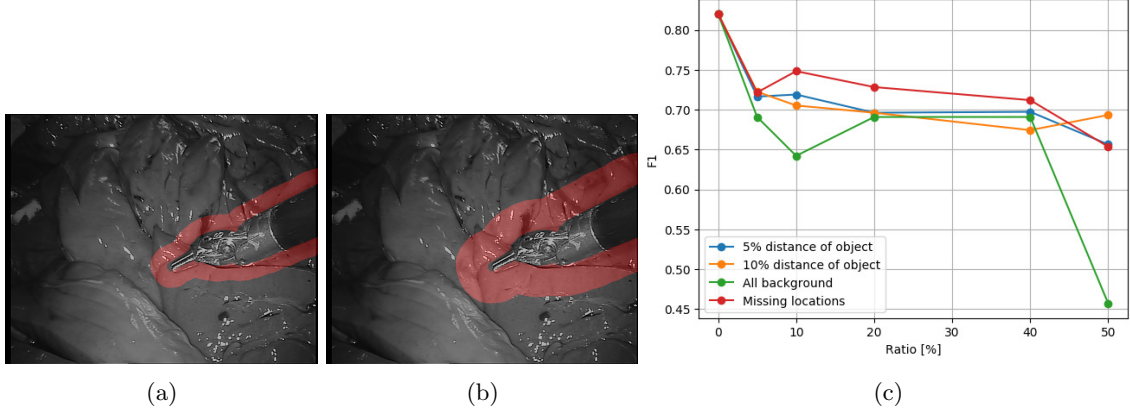 0.80
0.75
0.70
0.65
0.60
0.55
0.50
0.45
F1
5% distance of object
10% distance of object
All background
Missing locations
0 10 20 30 40 50
Ratio [%]
(a) (b) (c)